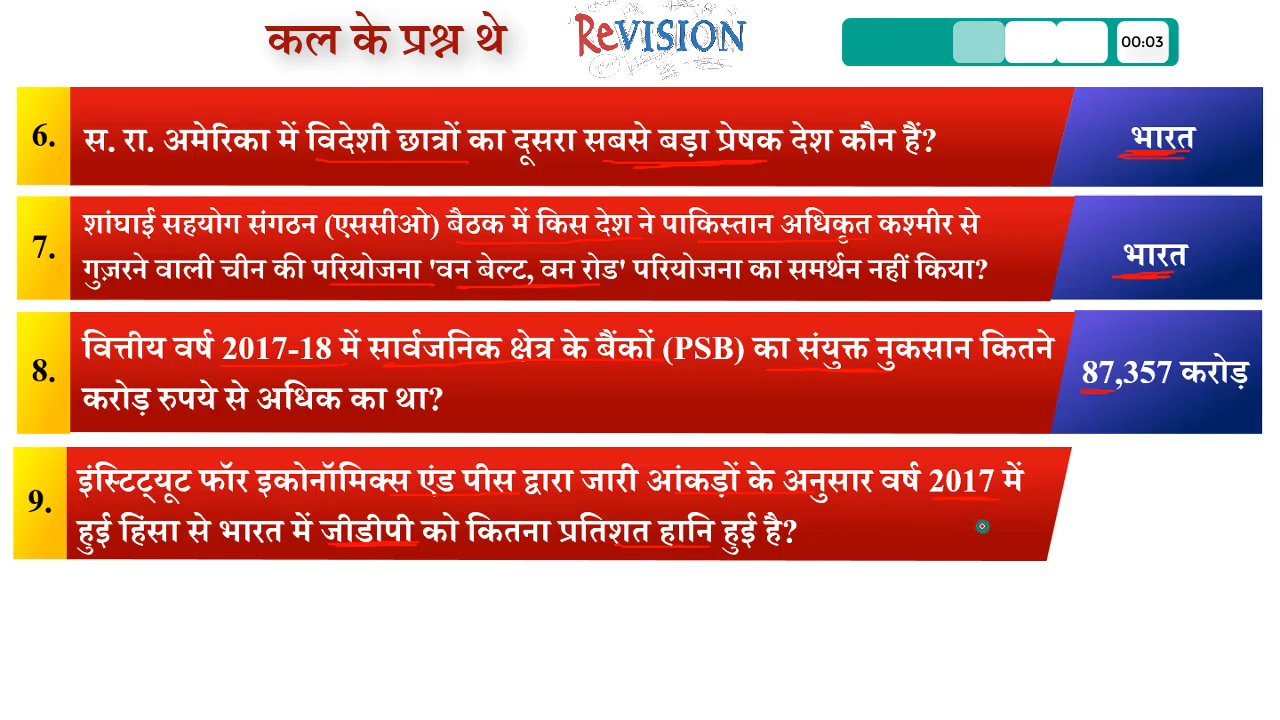 कल के प्रश्न थे
ReVISION
00:03
6.
स. रा. अमेरिका में विदेशी छात्रों का दूसरा सबसे बड़ा प्रेषक देश कौन हैं?
भारत
7.
शांघाई सहयोग संगठन (एससीओ) बैठक में किस देश ने पाकिस्तान अधिकृत कश्मीर से
गुज़रने वाली चीन की परियोजना 'वन बेल्ट, वन रोड' परियोजना का समर्थन नहीं किया?
भारत
8.
वित्तीय वर्ष 2017-18 में सार्वजनिक क्षेत्र के बैंकों (PSB) का संयुक्त नुकसान कितने
करोड़ रुपये से अधिक का था?
87,357 करोड़
9.
इंस्टिट्यूट फॉर इकोनॉमिक्स एंड पीस द्वारा जारी आंकड़ों के अनुसार वर्ष 2017 में
हुई हिंसा से भारत में जीडीपी को कितना प्रतिशत हानि हुई है?